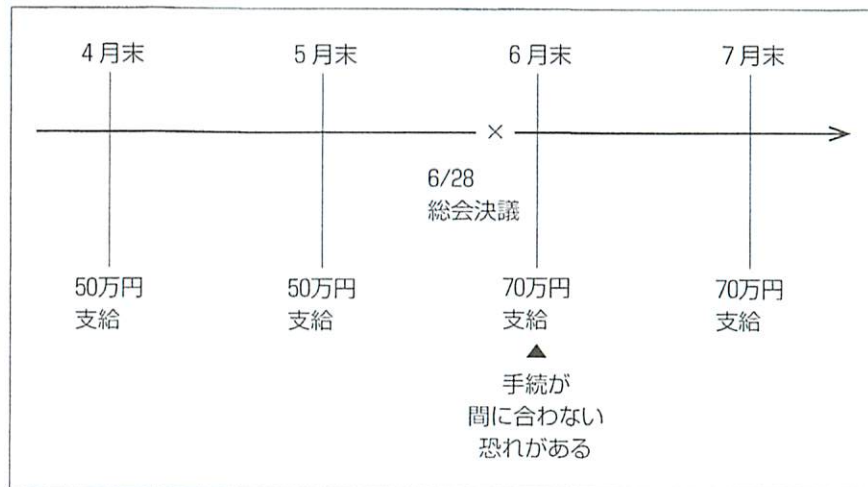 4月末
5月末
6月末
7月末
×
6/28
総会決議
50万円
支給
50万円
支給
70万円
支給
70万円
支給
▲
手続が
間に合わない
恐れがある